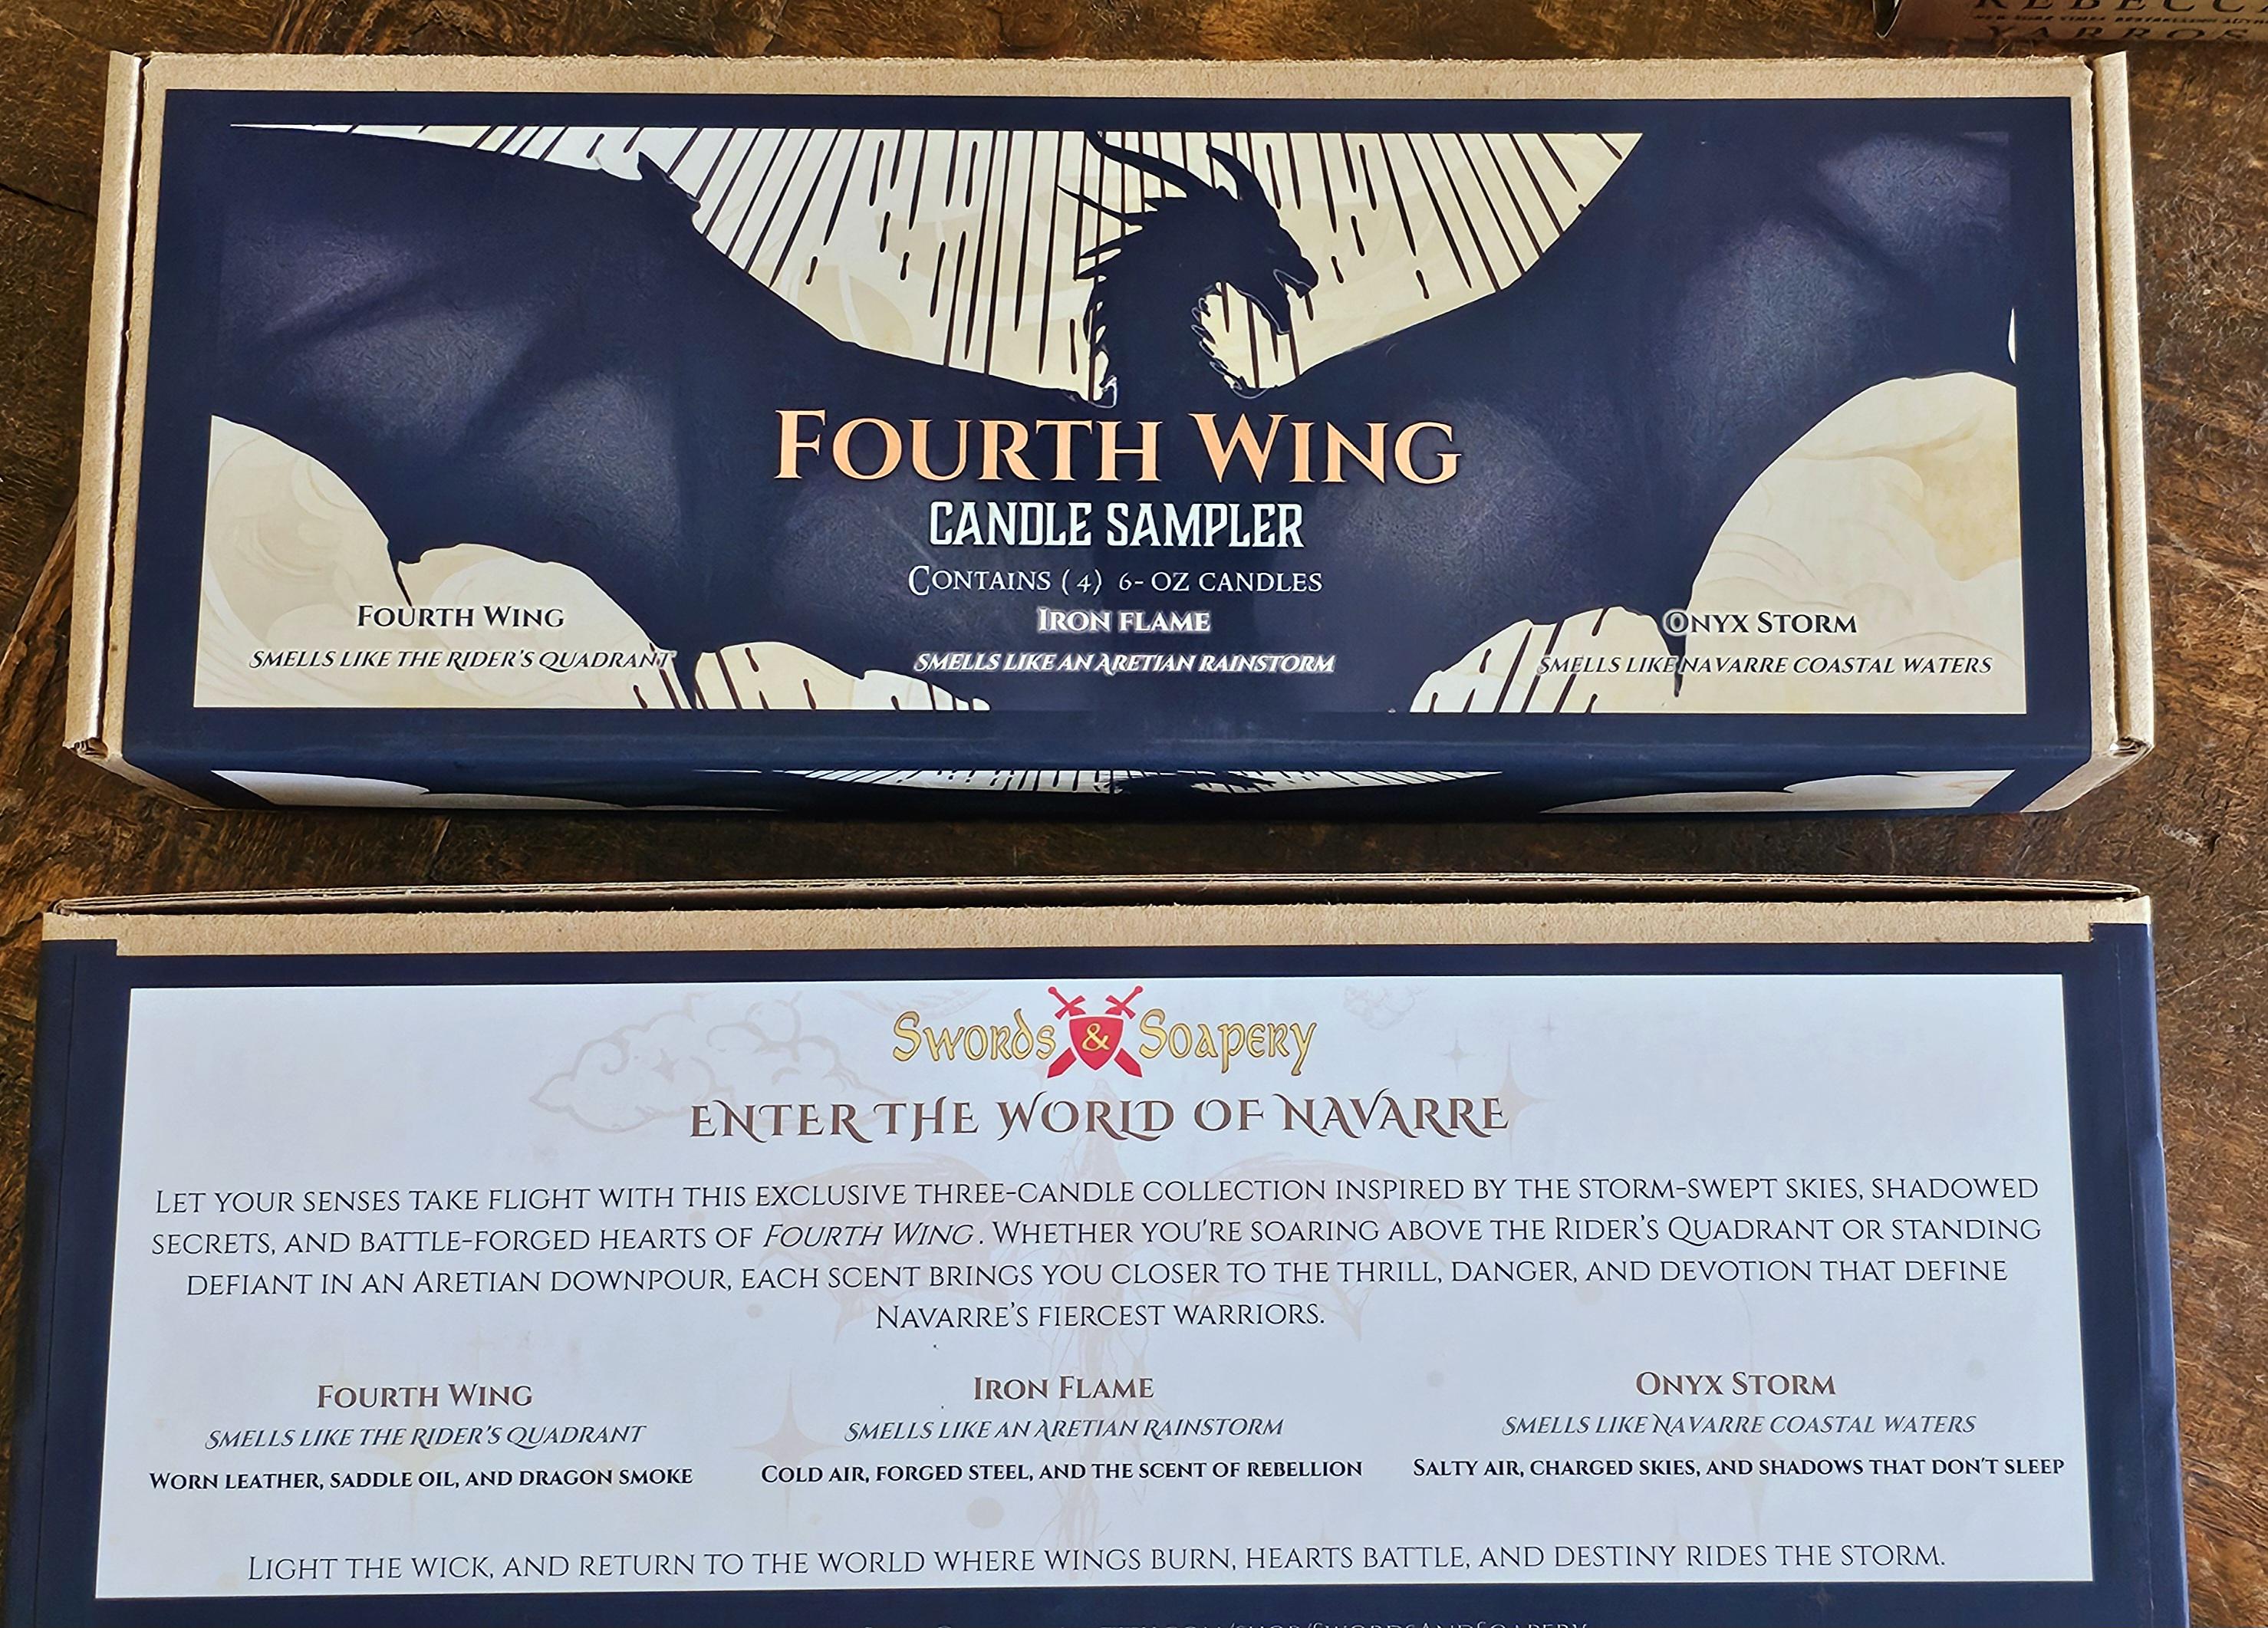 REBECCA
YARROS
Fourth Wing
CANDLE SAMPLER
Contains (4) 6-oz candles
Fourth Wing
Smells like the Rider's Quadrant
Iron Flame
Smells like an Aretian Rainstorm
Onyx Storm
Smells like Navarre Coastal Waters
Swords & Soapery
Enter the World of Navarre
Let your senses take flight with this exclusive three-candle collection inspired by the storm-swept skies, shadowed
secrets, and battle-forged hearts of Fourth Wing. Whether you're soaring above the Rider's Quadrant or standing
defiant in an Aretian downpour, each scent brings you closer to the thrill, danger, and devotion that define
Navarre's fiercest warriors.
Fourth Wing
Smells like the Rider's Quadrant
Worn leather, saddle oil, and dragon smoke
Iron Flame
Smells like an Aretian Rainstorm
Cold air, forged steel, and the scent of rebellion
Onyx Storm
Smells like Navarre Coastal Waters
Salty air, charged skies, and shadows that don't sleep
Light the wick, and return to the world where wings burn, hearts battle, and destiny rides the storm.